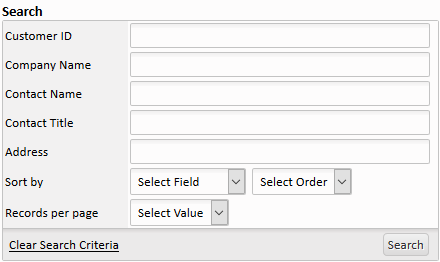 Search
Customer ID
Company Name
Contact Name
Contact Title
Address
Sort by Select Field Select Order
Records per page Select Value
Clear Search Criteria Search